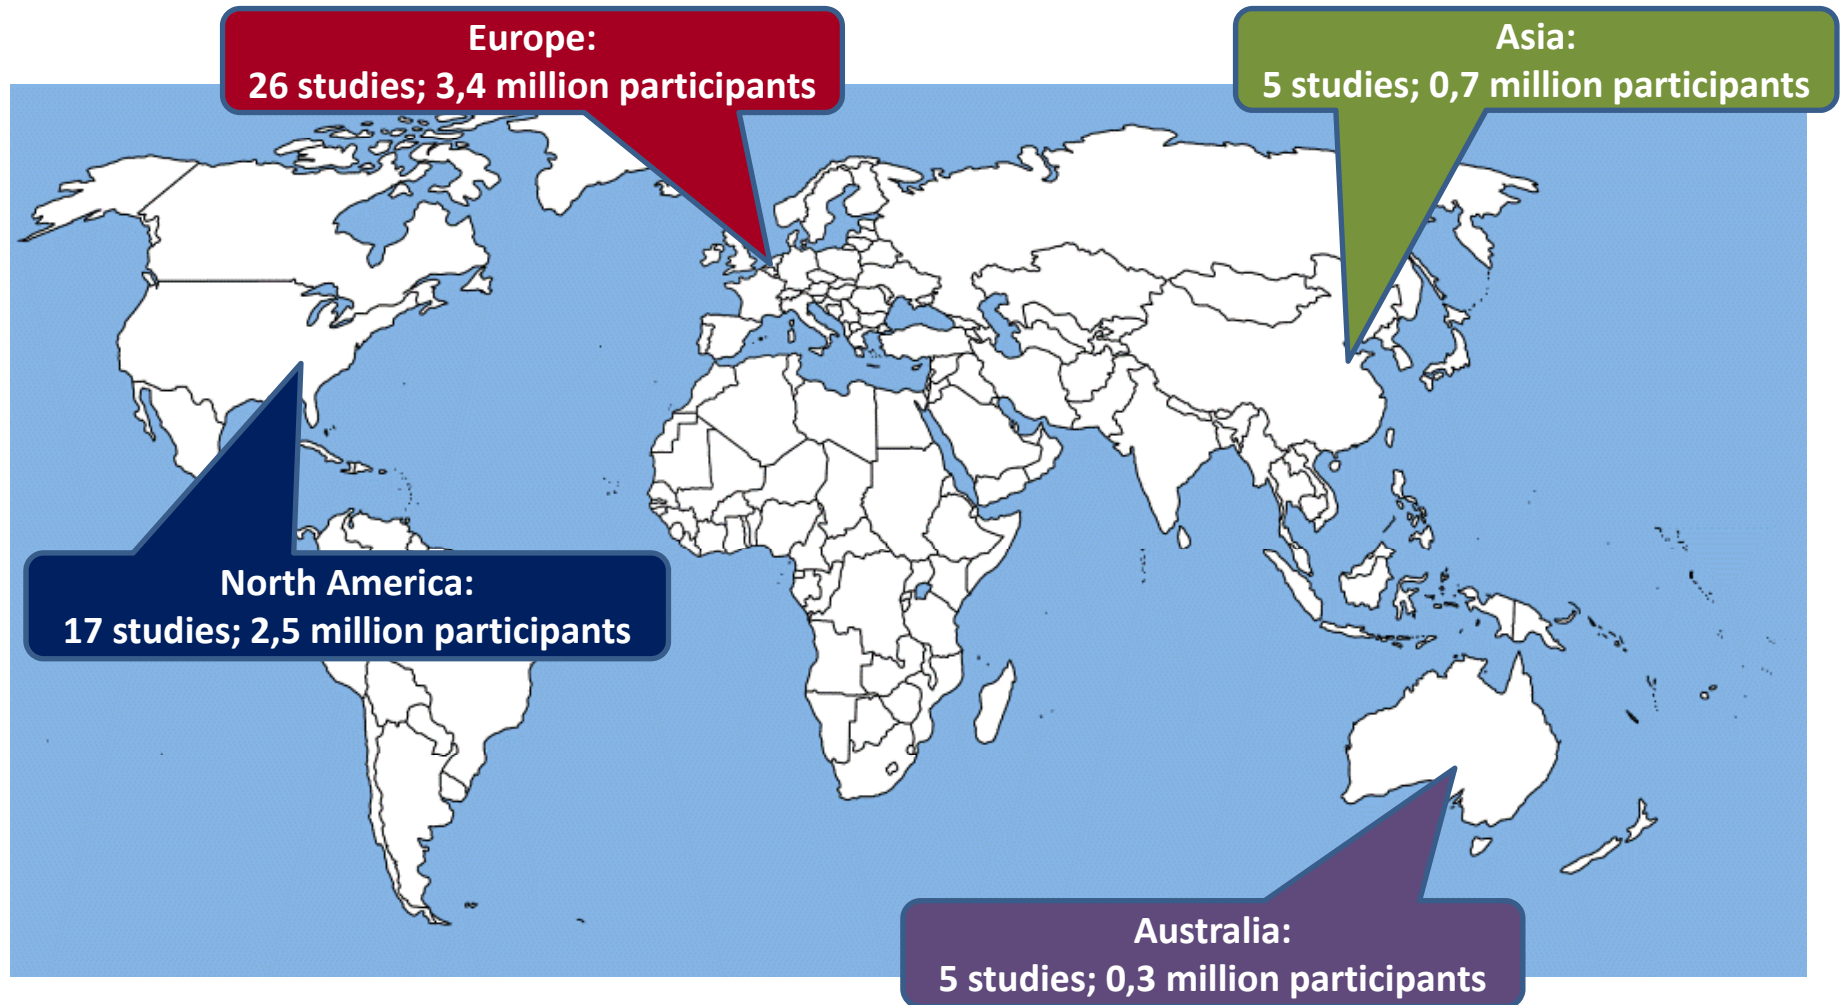 Europe:
26 studies; 3,4 million participants
Asia:
5 studies; 0,7 million participants
North America:
17 studies; 2,5 million participants
Australia:
5 studies; 0,3 million participants